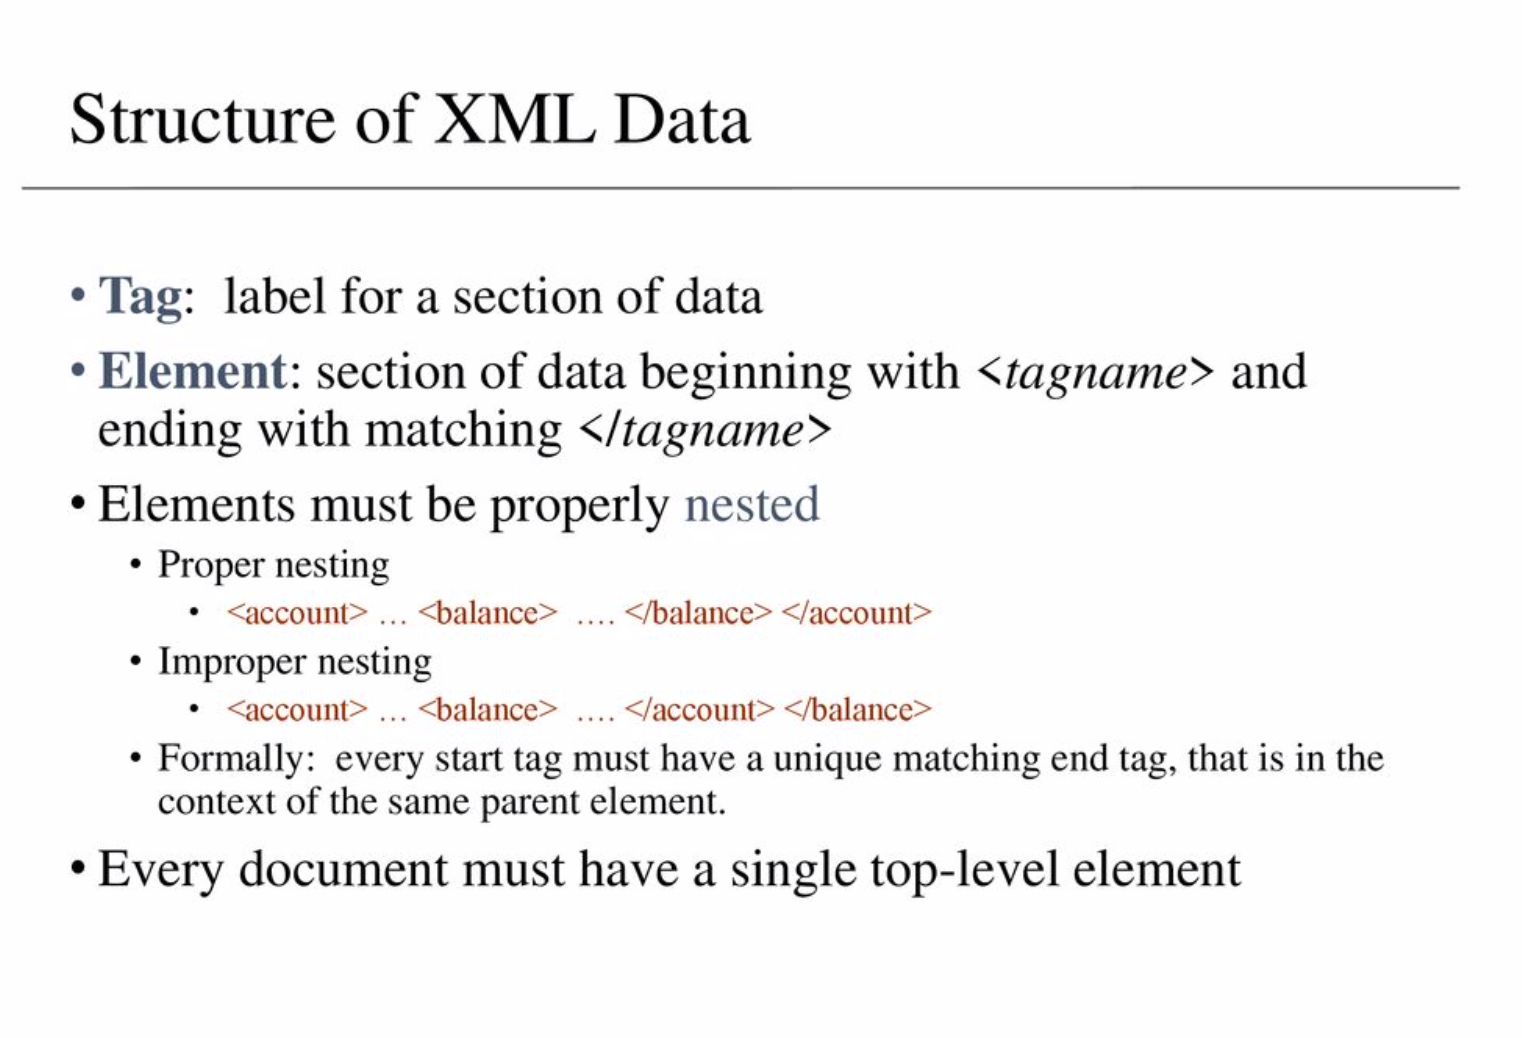 Structure of XML Data
• Tag:  label for a section of data
• Element: section of data beginning with <tagname> and
ending with matching </tagname>
• Elements must be properly nested
• Proper nesting
• <account> … <balance>  …. </balance> </account>
• Improper nesting
• <account> … <balance>  …. </account> </balance>
• Formally:  every start tag must have a unique matching end tag, that is in the
context of the same parent element.
• Every document must have a single top-level element